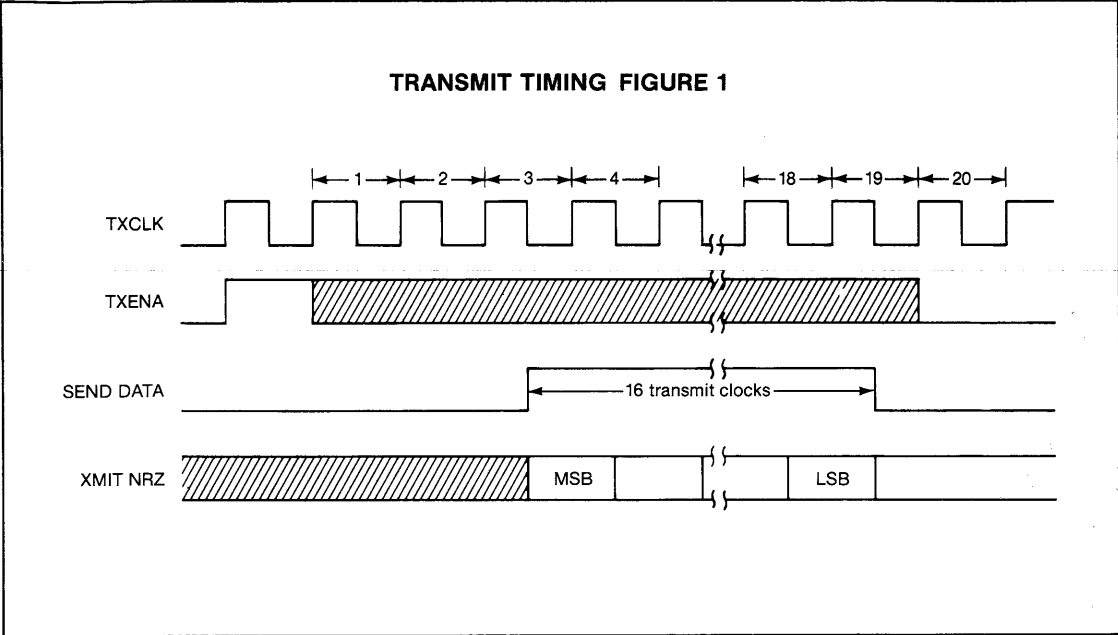 TRANSMIT TIMING FIGURE 1
1 2 3 4 18 19 20
TXCLK
TXENA
SEND DATA
16 transmit clocks
XMIT NRZ
MSB
LSB